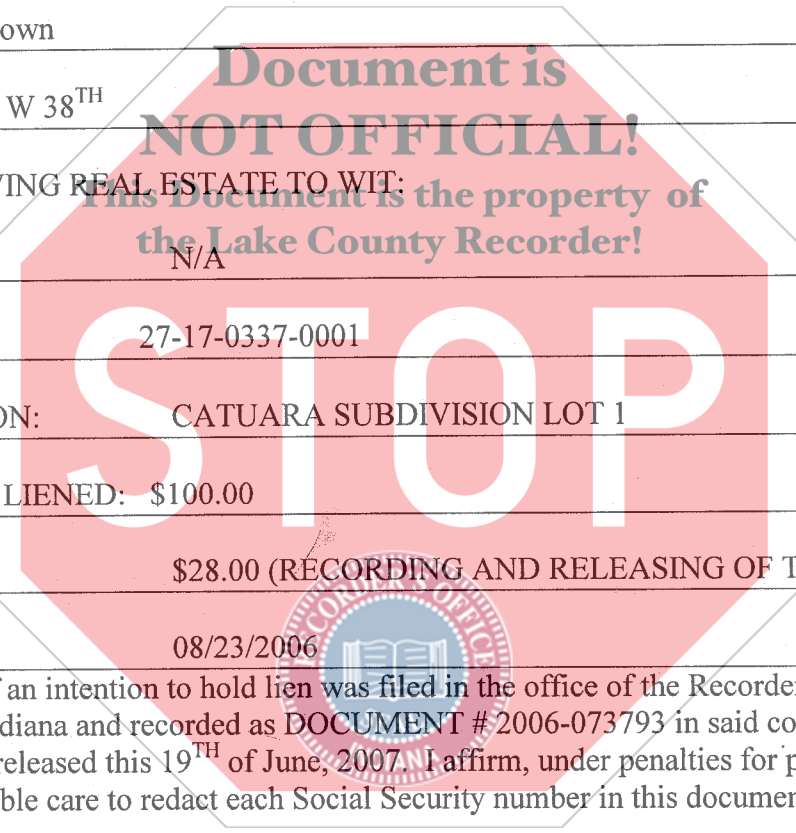 own
Document is
W 38TH
NOT OFFICIAL!
VING REAL ESTATE TO WIT:
This Document is the property of
the Lake County Recorder!
N/A
STOP
27-17-0337-0001
ON: CATUARA SUBDIVISION LOT 1
LIENED: $100.00
$28.00 (RECORDING AND RELEASING OF T
RECORDER'S OFFICE
08/23/2006
f an intention to hold lien was filed in the office of the Recorde
diana and recorded as DOCUMENT # 2006-073793 in said co
released this 19TH of June, 2007. I affirm, under penalties for p
ble care to redact each Social Security number in this documen